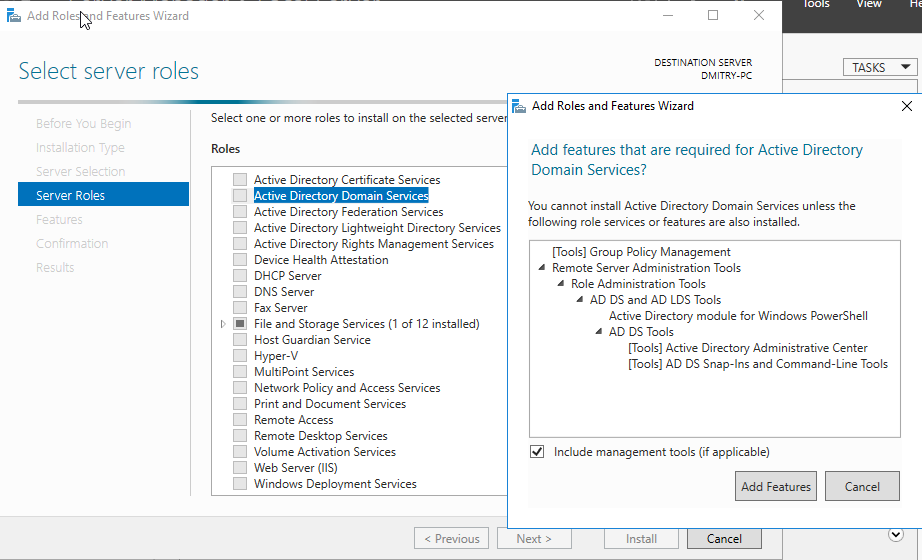 Add Roles and Features Wizard
Tools View
TASKS
Select server roles
DESTINATION SERVER
DMITRY-PC
Before You Begin
Installation Type
Server Selection
Server Roles
Features
Confirmation
Results
Select one or more roles to install on the selected server
Roles
Active Directory Certificate Services
Active Directory Domain Services
Active Directory Federation Services
Active Directory Lightweight Directory Services
Active Directory Rights Management Services
Device Health Attestation
DHCP Server
DNS Server
Fax Server
File and Storage Services (1 of 12 installed)
Host Guardian Service
Hyper-V
MultiPoint Services
Network Policy and Access Services
Print and Document Services
Remote Access
Remote Desktop Services
Volume Activation Services
Web Server (IIS)
Windows Deployment Services
< Previous
Next >
Install
Cancel
Add Roles and Features Wizard
Add features that are required for Active Directory
Domain Services?
You cannot install Active Directory Domain Services unless the
following role services or features are also installed.
[Tools] Group Policy Management
Remote Server Administration Tools
Role Administration Tools
AD DS and AD LDS Tools
Active Directory module for Windows PowerShell
AD DS Tools
[Tools] Active Directory Administrative Center
[Tools] AD DS Snap-Ins and Command-Line Tools
Include management tools (if applicable)
Add Features
Cancel